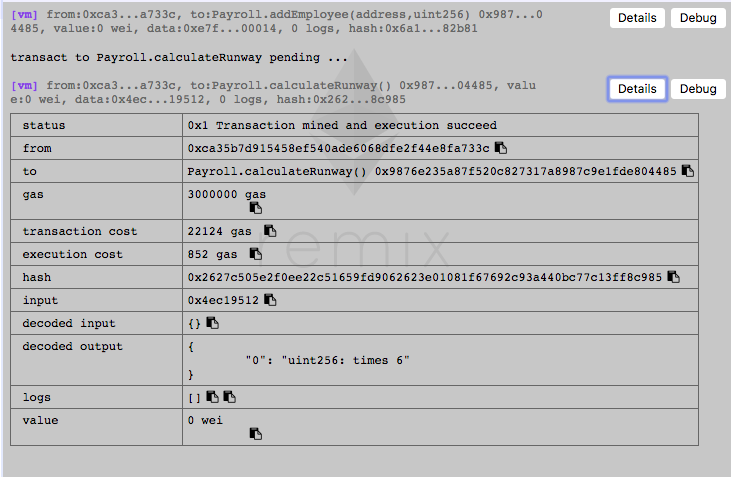 [vm] from:0xca3...a733c, to:Payroll.addEmployee(address,uint256) 0x987...0
4485, value:0 wei, data:0xe7f...00014, 0 logs, hash:0x6a1...82b81
Details
Debug
transact to Payroll.calculateRunway pending ...
[vm] from:0xca3...a733c, to:Payroll.calculateRunway() 0x987...04485, valu
e:0 wei, data:0x4ec...19512, 0 logs, hash:0x262...8c985
Details
Debug
status 0x1 Transaction mined and execution succeed
from 0xca35b7d915458ef540ade6068dfe2f44e8fa733c
to Payroll.calculateRunway() 0x9876e235a87f520c827317a8987c9e1fde804485
gas 3000000 gas
transaction cost 22124 gas
execution cost 852 gas
hash 0x2627c505e2f0ee22c51659fd9062623e01081f67692c93a440bc77c13ff8c985
input 0x4ec19512
decoded input {}
decoded output {
"0": "uint256: times 6"
}
logs []
value 0 wei
remix